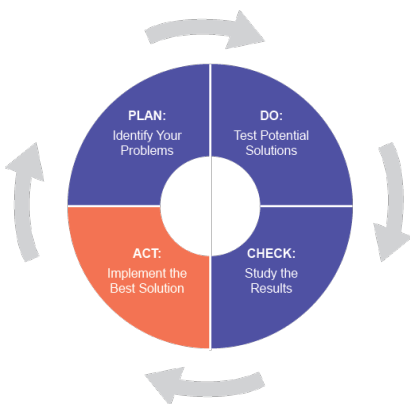 PLAN:
Identify Your
Problems
DO:
Test Potential
Solutions
ACT:
Implement the
Best Solution
CHECK:
Study the
Results